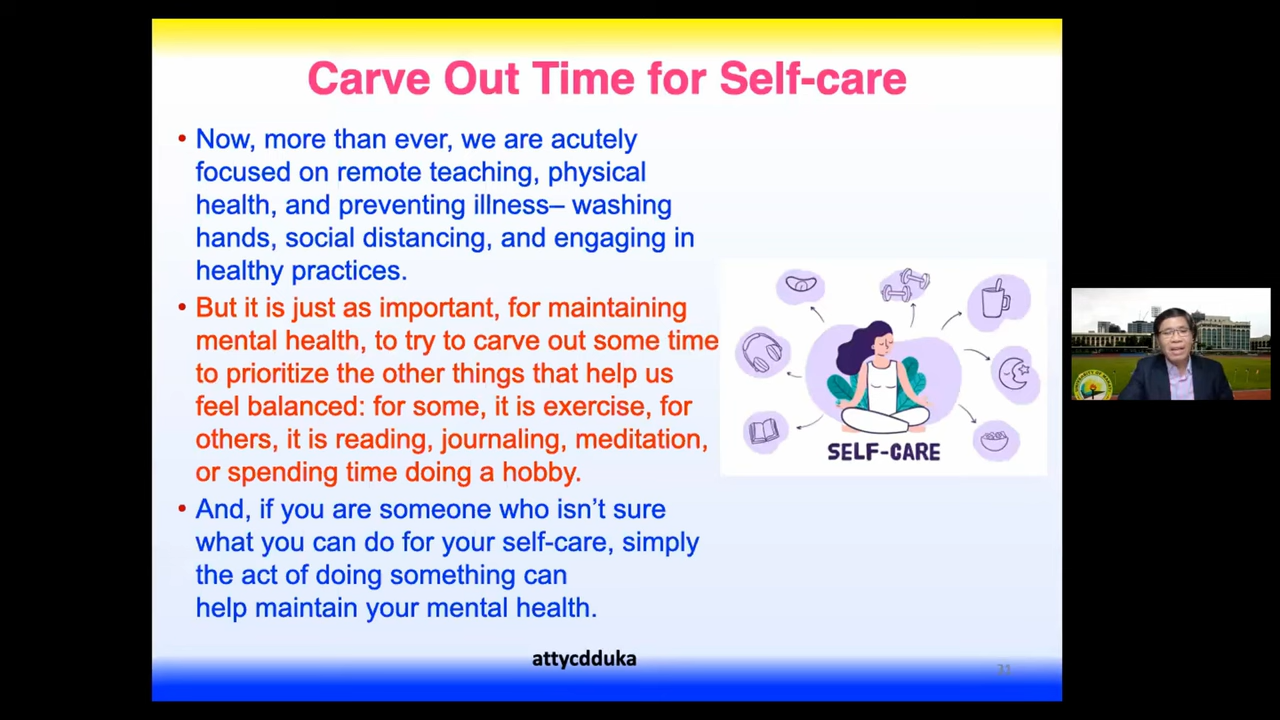 Carve Out Time for Self-care
• Now, more than ever, we are acutely
focused on remote teaching, physical
health, and preventing illness– washing
hands, social distancing, and engaging in
healthy practices.
• But it is just as important, for maintaining
mental health, to try to carve out some time
to prioritize the other things that help us
feel balanced: for some, it is exercise, for
others, it is reading, journaling, meditation,
or spending time doing a hobby.
• And, if you are someone who isn’t sure
what you can do for your self-care, simply
the act of doing something can
help maintain your mental health.
SELF-CARE
attycdduka
31